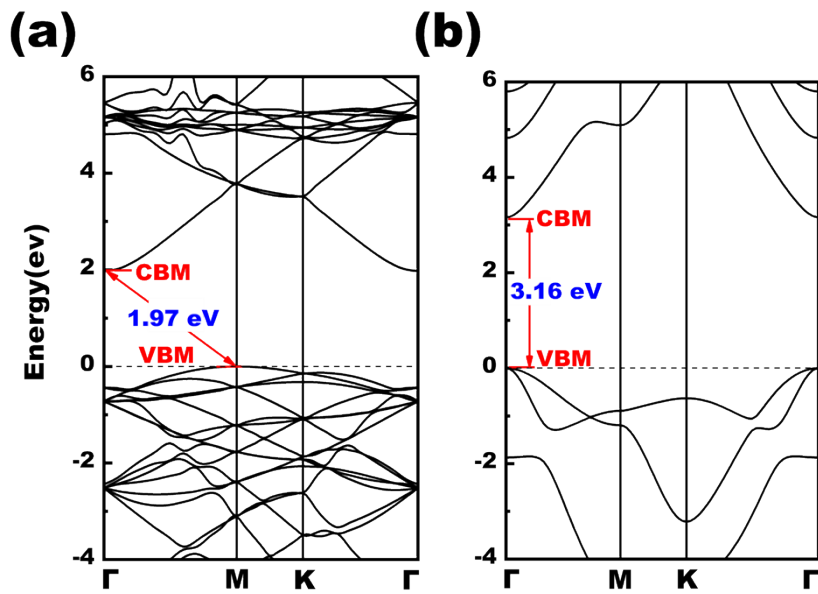 (a)
Energy(ev)
6
4
2
0
-2
-4
CBM
1.97 eV
VBM
Γ
M
K
Γ
(b)
6
4
2
0
-2
-4
CBM
3.16 eV
VBM
Γ
M
K
Γ